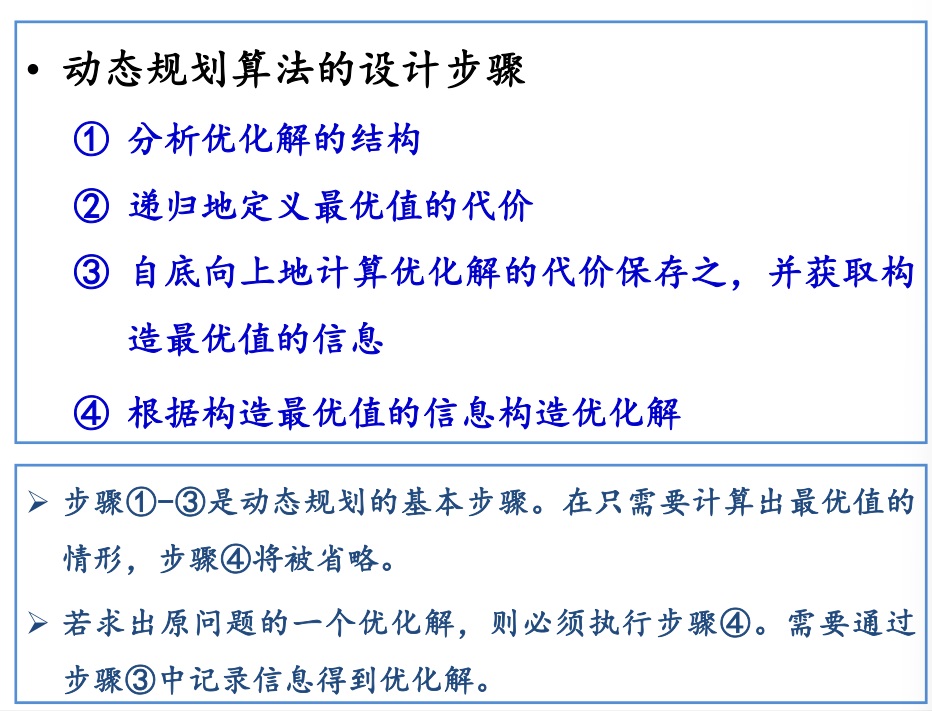 • 动态规划算法的设计步骤
① 分析优化解的结构
② 递归地定义最优值的代价
③ 自底向上地计算优化解的代价保存之，并获取构
造最优值的信息
④ 根据构造最优值的信息构造优化解
➢ 步骤①-③是动态规划的基本步骤。在只需要计算出最优值的
情形，步骤④将被省略。
➢ 若求出原问题的一个优化解，则必须执行步骤④。需要通过
步骤③中记录信息得到优化解。